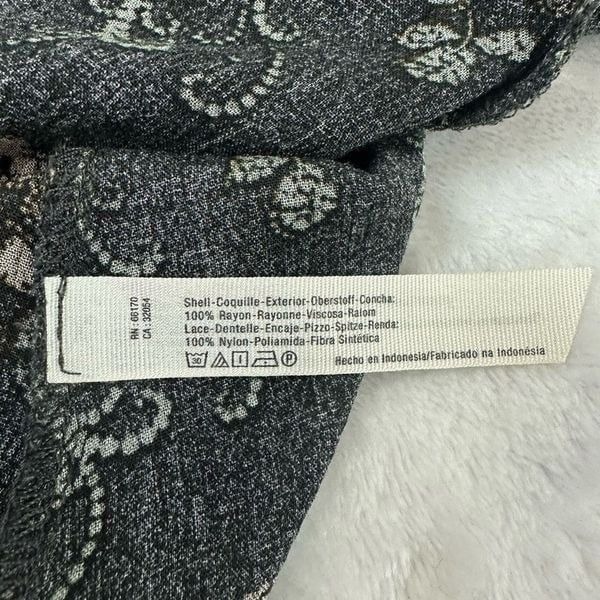 RN : 66170
CA : 32054
Shell-Coquille-Exterior-Oberstoff-Concha:
100% Rayon-Rayonne-Viscosa-Raiom
Lace-Dentelle-Encaje-Pizzo-Spitze-Renda:
100% Nylon-Poliamida-Fibra Sintética
30 P
Hecho en Indonesia/Fabricado na Indonésia